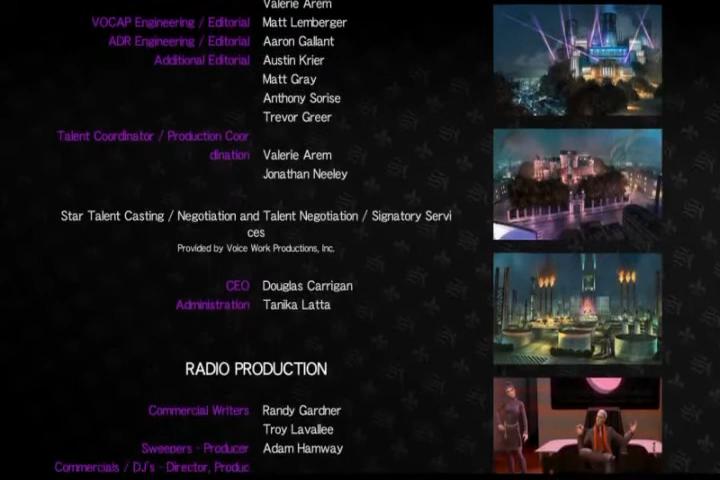 Valerie Arem
VOCAP Engineering / Editorial Matt Lemberger
ADR Engineering / Editorial Aaron Gallant
Additional Editorial Austin Krier
Matt Gray
Anthony Sorise
Trevor Greer
Talent Coordinator / Production Coor
dination Valerie Arem
Jonathan Neeley
Star Talent Casting / Negotiation and Talent Negotiation / Signatory Servi
ces
Provided by Voice Work Productions, Inc.
CEO Douglas Carrigan
Administration Tanika Latta
RADIO PRODUCTION
Commercial Writers Randy Gardner
Troy Lavallee
Sweepers - Producer Adam Hamway
Commercials / DJ's - Director, Produc